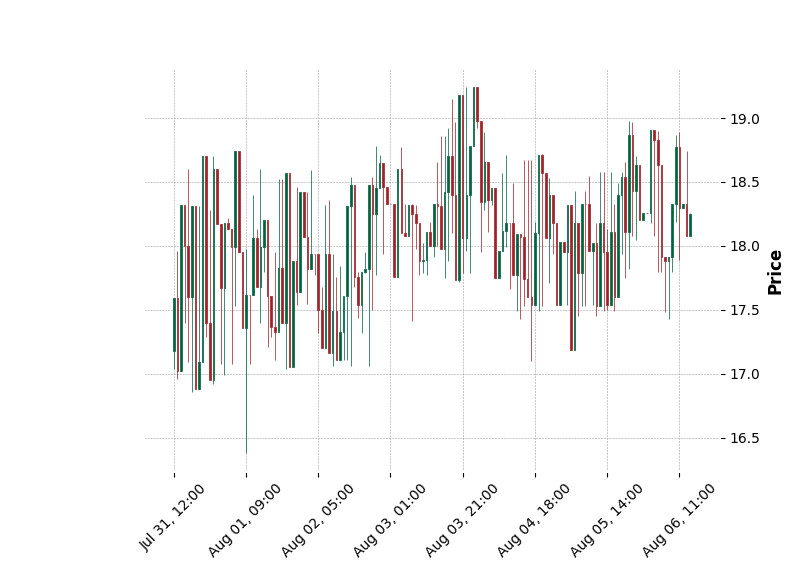 19.0
18.5
18.0
17.5
17.0
16.5
Price
Jul 31, 12:00
Aug 01, 09:00
Aug 02, 05:00
Aug 03, 01:00
Aug 03, 21:00
Aug 04, 18:00
Aug 05, 14:00
Aug 06, 11:00